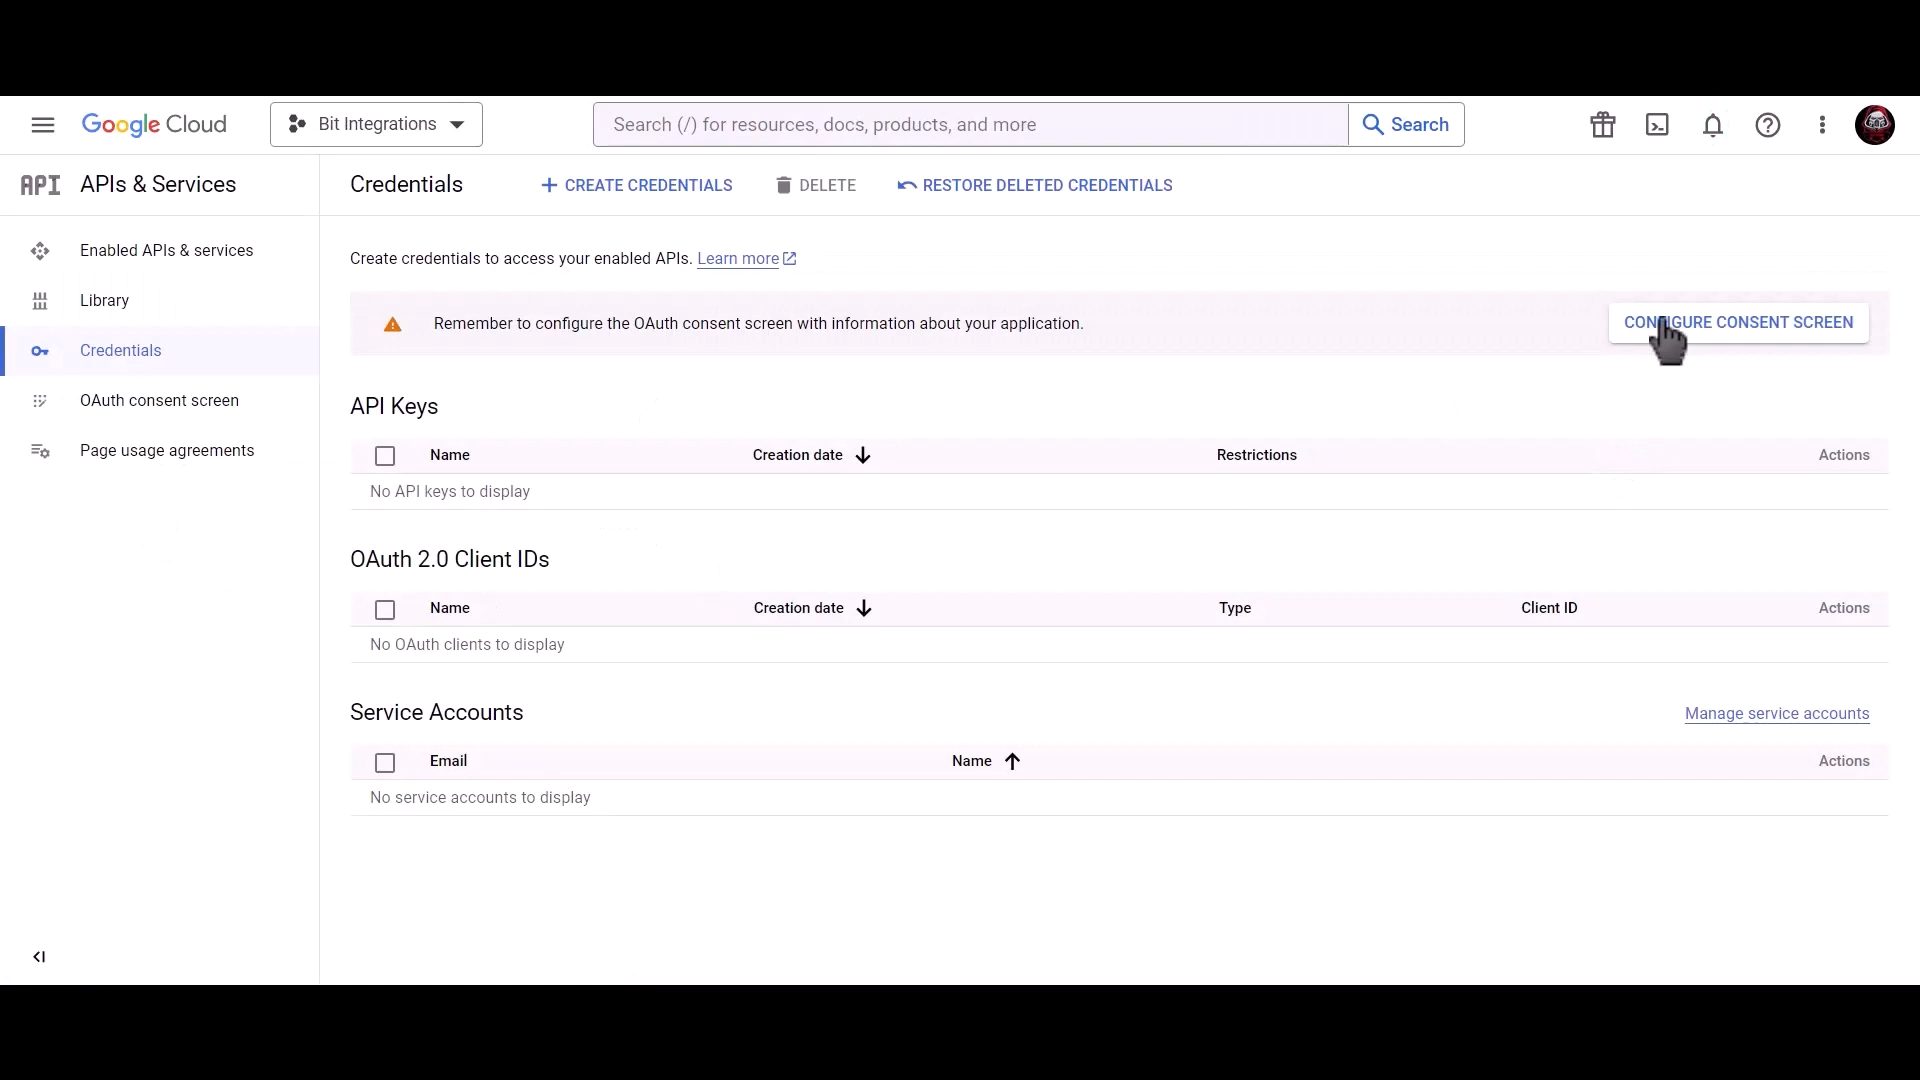 Google Cloud
Bit Integrations
Search (/) for resources, docs, products, and more
Search
API APIs & Services
Credentials
CREATE CREDENTIALS
DELETE
RESTORE DELETED CREDENTIALS
Enabled APIs & services
Library
Credentials
OAuth consent screen
Page usage agreements
Create credentials to access your enabled APIs. Learn more
Remember to configure the OAuth consent screen with information about your application.
CONFIGURE CONSENT SCREEN
API Keys
Name Creation date Restrictions Actions
No API keys to display
OAuth 2.0 Client IDs
Name Creation date Type Client ID Actions
No OAuth clients to display
Service Accounts
Manage service accounts
Email Name Actions
No service accounts to display